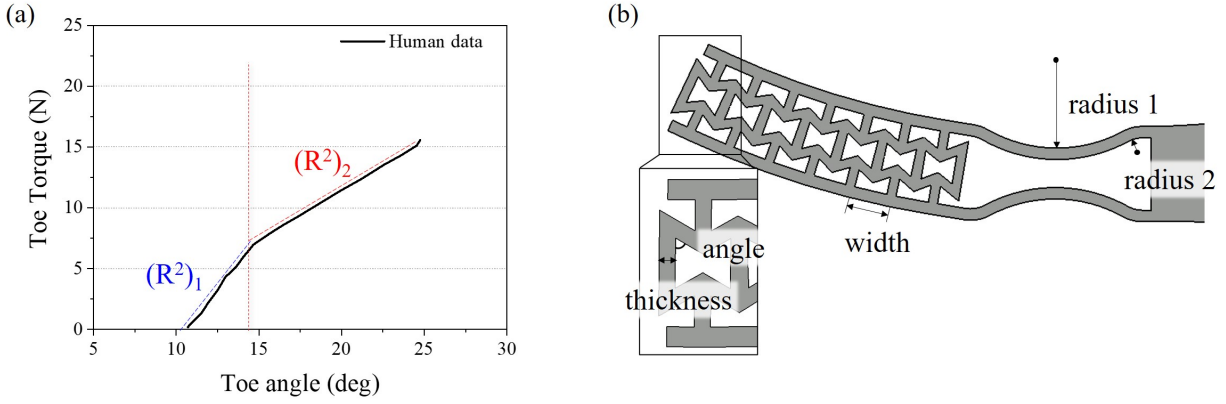 (a)
25
20
15
10
5
0
Toe Torque (N)
Human data
(R²)₂
(R²)₁
5
10
15
20
25
30
Toe angle (deg)
(b)
radius 1
radius 2
width
angle
thickness